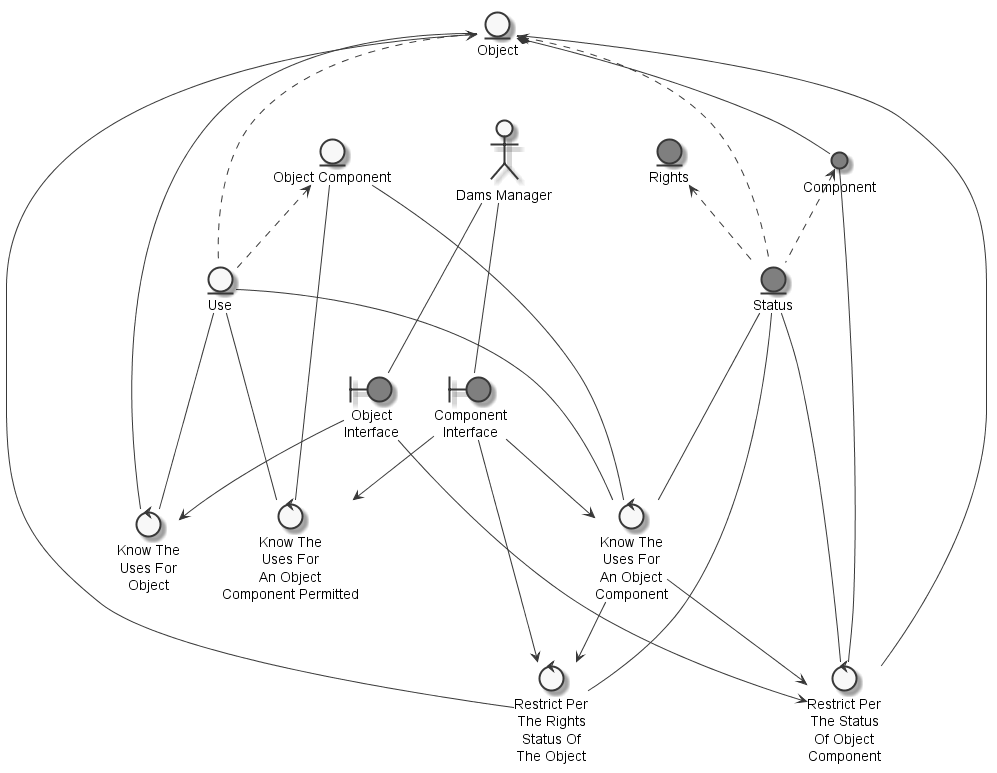 Object
Object Component
Dams Manager
Rights
Component
Use
Status
Object
Interface
Component
Interface
Know The
Uses For
Object
Know The
Uses For
An Object
Component Permitted
Know The
Uses For
An Object
Component
Restrict Per
The Rights
Status Of
The Object
Restrict Per
The Status
Of Object
Component